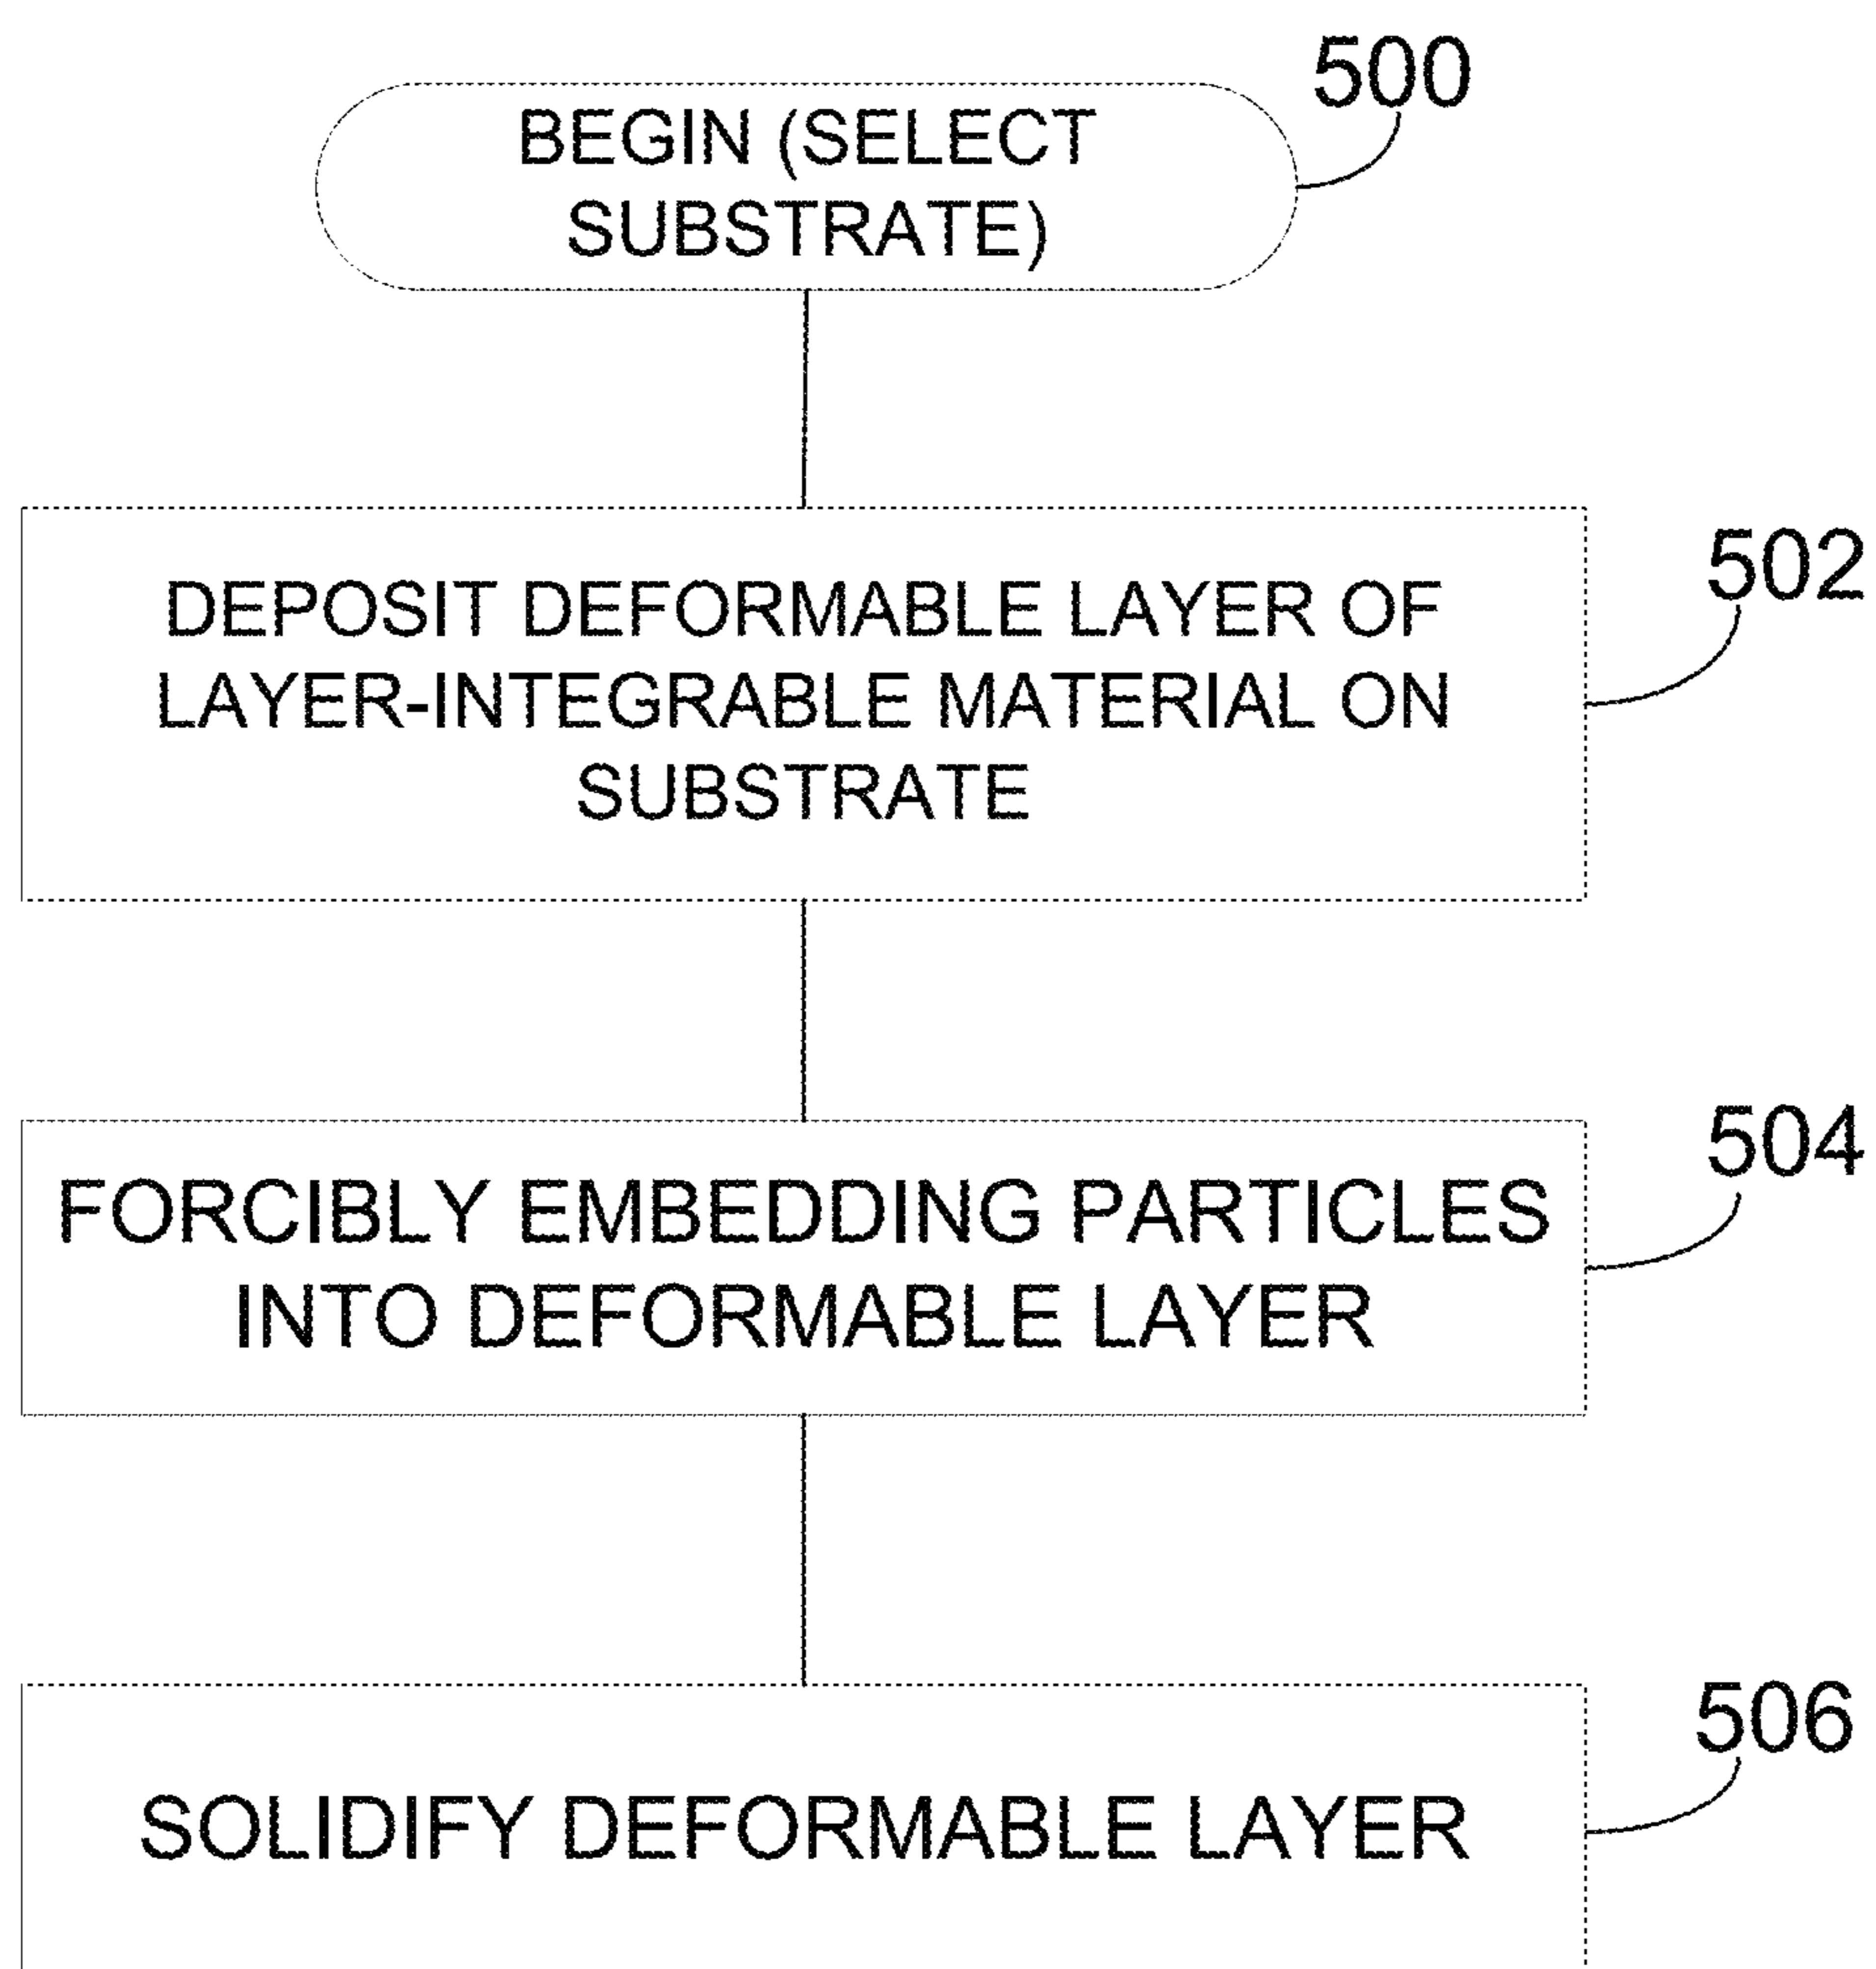 500
BEGIN (SELECT
SUBSTRATE)
502
DEPOSIT DEFORMABLE LAYER OF
LAYER-INTEGRABLE MATERIAL ON
SUBSTRATE
504
FORCIBLY EMBEDDING PARTICLES
INTO DEFORMABLE LAYER
506
SOLIDIFY DEFORMABLE LAYER